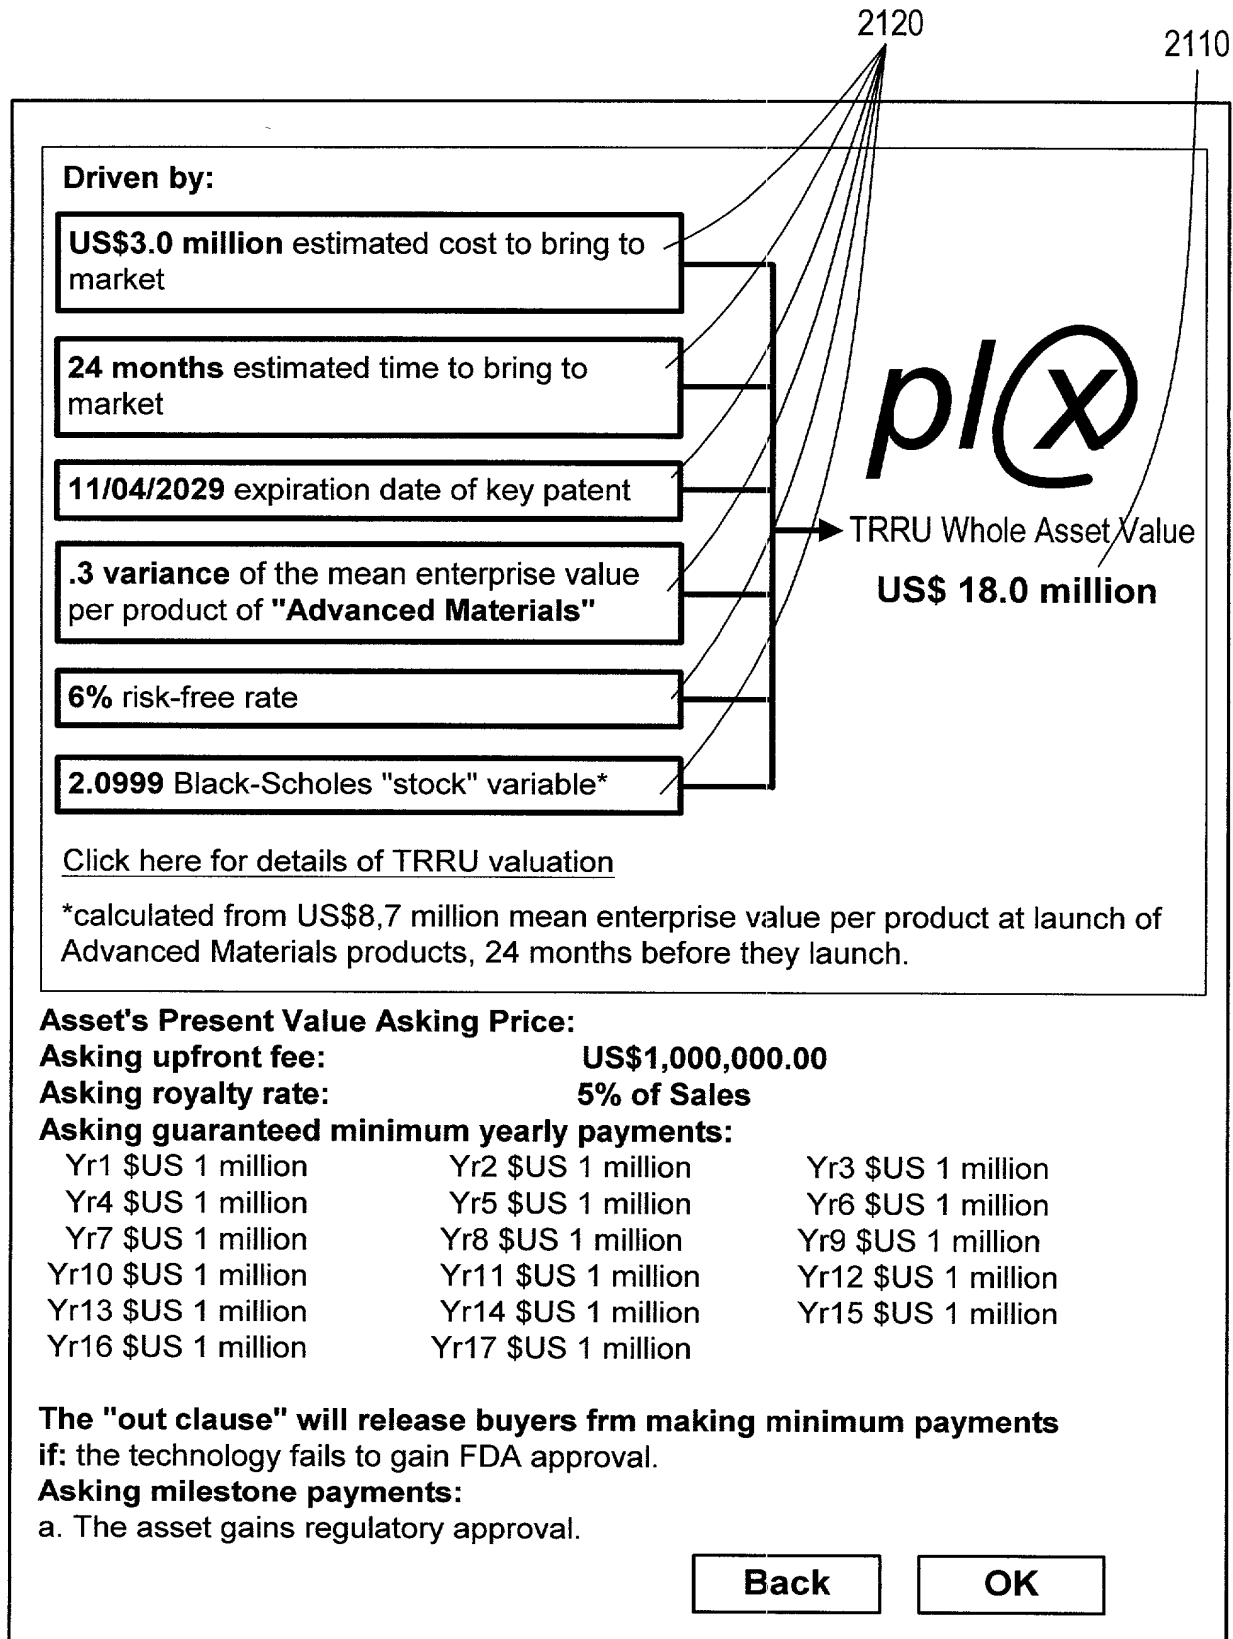 2120
2110
Driven by:
US$3.0 million estimated cost to bring to
market
24 months estimated time to bring to
market
11/04/2029 expiration date of key patent
.3 variance of the mean enterprise value
per product of "Advanced Materials"
6% risk-free rate
2.0999 Black-Scholes "stock" variable*
plx
TRRU Whole Asset Value
US$ 18.0 million
Click here for details of TRRU valuation
*calculated from US$8,7 million mean enterprise value per product at launch of
Advanced Materials products, 24 months before they launch.
Asset's Present Value Asking Price:
Asking upfront fee: US$1,000,000.00
Asking royalty rate: 5% of Sales
Asking guaranteed minimum yearly payments:
Yr1 $US 1 million Yr2 $US 1 million Yr3 $US 1 million
Yr4 $US 1 million Yr5 $US 1 million Yr6 $US 1 million
Yr7 $US 1 million Yr8 $US 1 million Yr9 $US 1 million
Yr10 $US 1 million Yr11 $US 1 million Yr12 $US 1 million
Yr13 $US 1 million Yr14 $US 1 million Yr15 $US 1 million
Yr16 $US 1 million Yr17 $US 1 million
The "out clause" will release buyers frm making minimum payments
if: the technology fails to gain FDA approval.
Asking milestone payments:
a. The asset gains regulatory approval.
Back OK